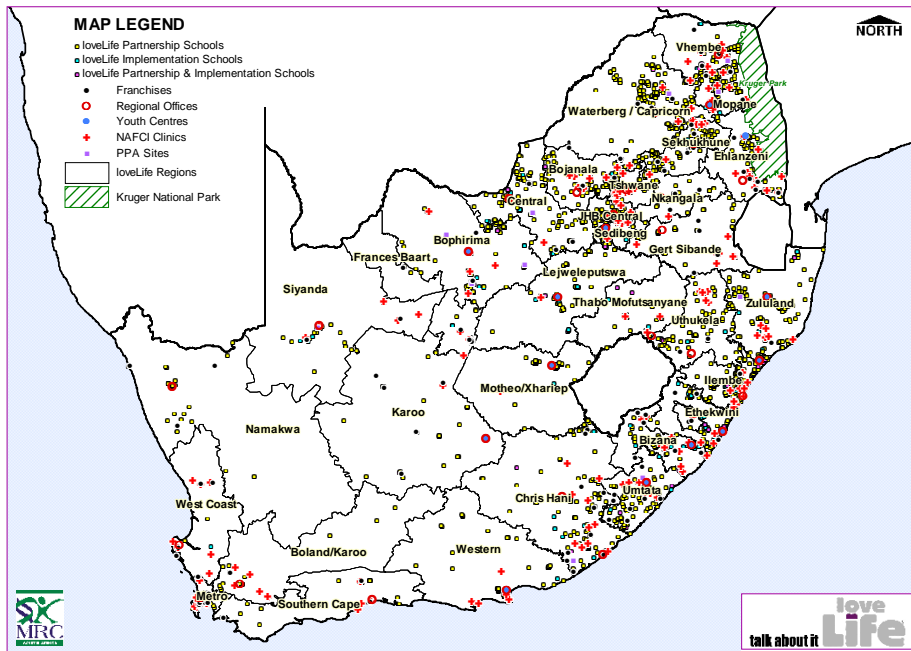 MAP LEGEND
loveLife Partnership Schools
loveLife Implementation Schools
loveLife Partnership & Implementation Schools
Franchises
Regional Offices
Youth Centres
NAFCI Clinics
PPA Sites
loveLife Regions
Kruger National Park
NORTH
Vhembe
Kruger Park
Mopane
Waterberg / Capricorn
Sekhukhune
Ehlanzeni
Bojanala
Tshwane
Nkangala
Central
JHB Central
Sedibeng
Bophirima
Gert Sibande
Frances Baart
Lejweleputswa
Siyanda
Thabo Mofutsanyane
Zululand
Uthukela
Ilembe
Motheo/Xhariep
Karoo
Ethekwini
Namakwa
Bizana
Umtata
Chris Hani
West Coast
Boland/Karoo
Western
Metro
Southern Cape
MRC
SOUTH AFRICA
talk about it
love
Life